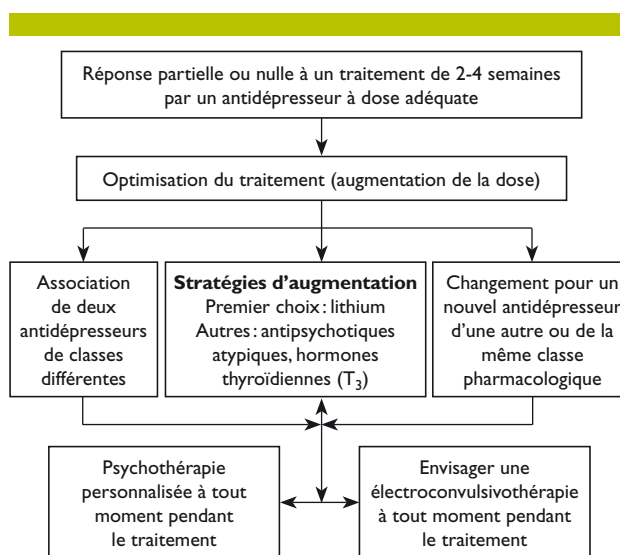 Réponse partielle ou nulle à un traitement de 2-4 semaines
par un antidépresseur à dose adéquate
Optimisation du traitement (augmentation de la dose)
Association
de deux
antidépresseurs
de classes
différentes
Stratégies d'augmentation
Premier choix : lithium
Autres : antipsychotiques
atypiques, hormones
thyroïdiennes (T3)
Changement pour un
nouvel antidépresseur
d'une autre ou de la
même classe
pharmacologique
Psychothérapie
personnalisée à tout
moment pendant
le traitement
Envisager une
électroconvulsivothérapie
à tout moment pendant
le traitement